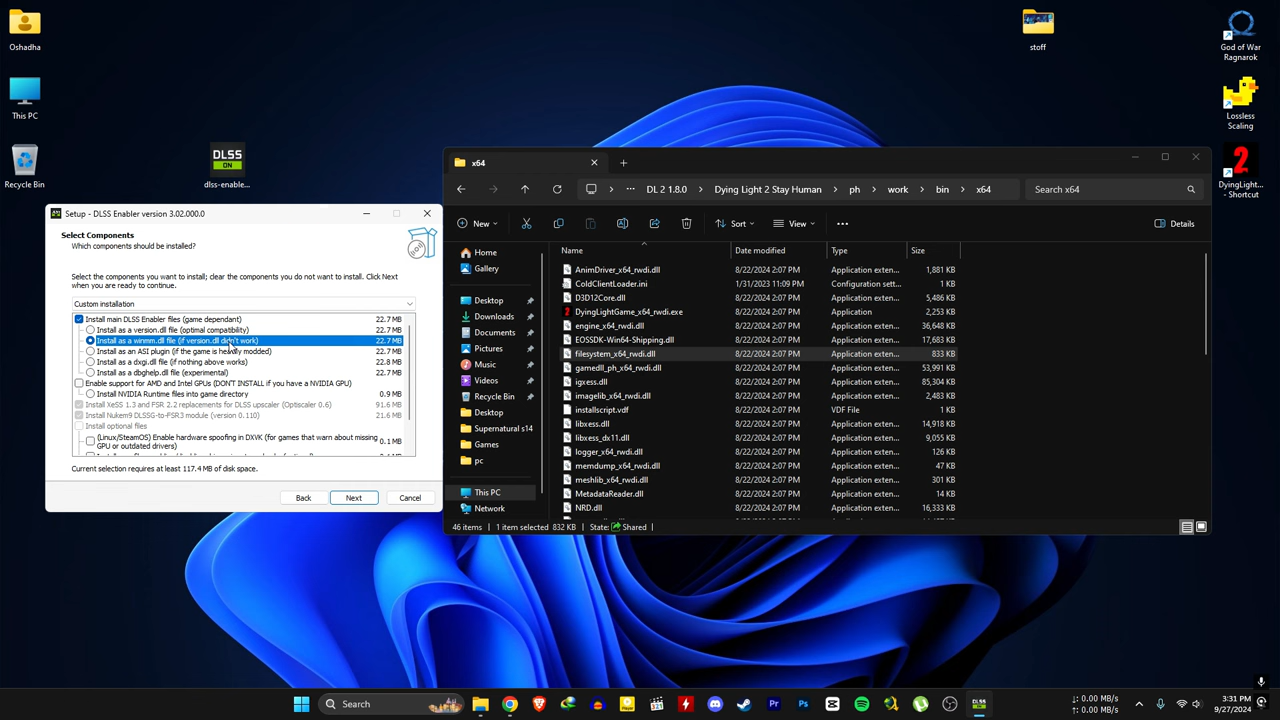 Oshadha
This PC
Recycle Bin
DLSS
ON
dlss-enable...
stoff
God of War
Ragnarok
Lossless
Scaling
2
DyingLight...
- Shortcut
Setup - DLSS Enabler version 3.02.000.0
Select Components
Which components should be installed?
Select the components you want to install; clear the components you do not want to install. Click Next
when you are ready to continue.
Custom installation
Install main DLSS Enabler files (game dependant) 22.7 MB
Install as a version.dll file (optimal compatibility) 22.7 MB
Install as a winmm.dll file (if version.dll didn't work) 22.7 MB
Install as an ASI plugin (if the game is heavily modded) 22.7 MB
Install as a dxgi.dll file (if nothing above works) 22.8 MB
Install as a dbghelp.dll file (experimental) 22.7 MB
Enable support for AMD and Intel GPUs (DON'T INSTALL if you have a NVIDIA GPU)
Install NVIDIA Runtime files into game directory 0.9 MB
Install XeSS 1.3 and FSR 2.2 replacements for DLSS upscaler (Optiscaler 0.6) 91.6 MB
Install Nukem9 DLSSG-to-FSR3 module (version 0.110) 21.6 MB
Install optional files
(Linux/SteamOS) Enable hardware spoofing in DXVK (for games that warn about missing 0.1 MB
GPU or outdated drivers)
Current selection requires at least 117.4 MB of disk space.
Back Next Cancel
x64
DL 2 1.8.0 > Dying Light 2 Stay Human > ph > work > bin > x64 > Search x64
New Sort View Details
Name Date modified Type Size
Home
Gallery
Desktop
Downloads
Documents
Pictures
Music
Videos
Recycle Bin
Desktop
Supernatural s14
Games
pc
This PC
Network
AnimDriver_x64_rwdi.dll 8/22/2024 2:07 PM Application exten... 1,881 KB
ColdClientLoader.ini 1/31/2023 11:09 PM Configuration sett... 1 KB
D3D12Core.dll 8/22/2024 2:07 PM Application exten... 5,486 KB
DyingLightGame_x64_rwdi.exe 8/22/2024 2:07 PM Application 631 KB
engine_x64_rwdi.dll 8/22/2024 2:07 PM Application exten... 36,648 KB
EOSSDK-Win64-Shipping.dll 8/22/2024 2:07 PM Application exten... 17,683 KB
filesystem_x64_rwdi.dll 8/22/2024 2:07 PM Application exten... 833 KB
gamedll_ph_x64_rwdi.dll 8/22/2024 2:07 PM Application exten... 53,991 KB
igxess.dll 8/22/2024 2:07 PM Application exten... 85,304 KB
imagelib_x64_rwdi.dll 8/22/2024 2:07 PM Application exten... 2,483 KB
installscript.vdf 8/22/2024 2:07 PM VDF File 1 KB
libxess.dll 8/22/2024 2:07 PM Application exten... 14,918 KB
libxess_dx11.dll 8/22/2024 2:07 PM Application exten... 9,055 KB
logger_x64_rwdi.dll 8/22/2024 2:07 PM Application exten... 126 KB
memdump_x64_rwdi.dll 8/22/2024 2:07 PM Application exten... 47 KB
meshlib_x64_rwdi.dll 8/22/2024 2:07 PM Application exten... 301 KB
MetadataReader.dll 8/22/2024 2:07 PM Application exten... 14 KB
NRD.dll 8/22/2024 2:07 PM Application exten... 16,333 KB
46 items 1 item selected 832 KB State: Shared
Search
↓: 0.00 MB/s
↑: 0.00 MB/s
3:31 PM
9/27/2024